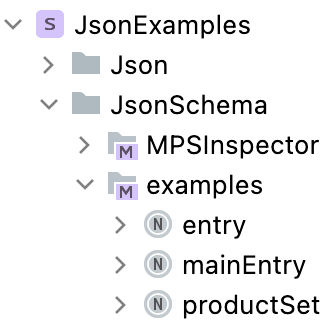 S JsonExamples
Json
JsonSchema
M MPSInspector
M examples
N entry
N mainEntry
N productSet